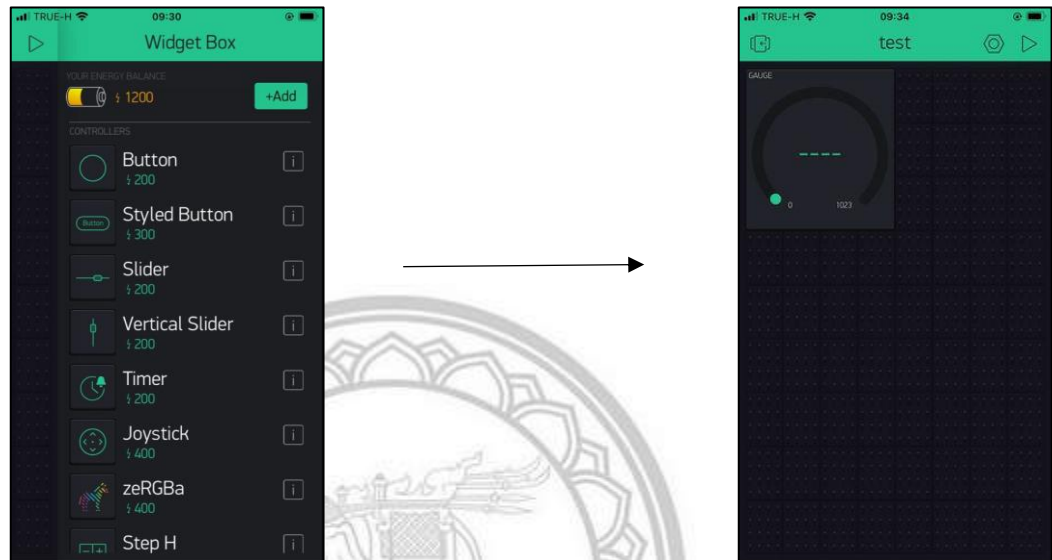 TRUE-H 09:30
Widget Box
YOUR ENERGY BALANCE
1200
+Add
CONTROLLERS
Button
200
i
Button
Styled Button
300
i
Slider
200
i
Vertical Slider
200
i
Timer
200
i
Joystick
400
i
zeRGBa
400
i
Step H
i
TRUE-H 09:34
test
GAUGE
----
0 1023